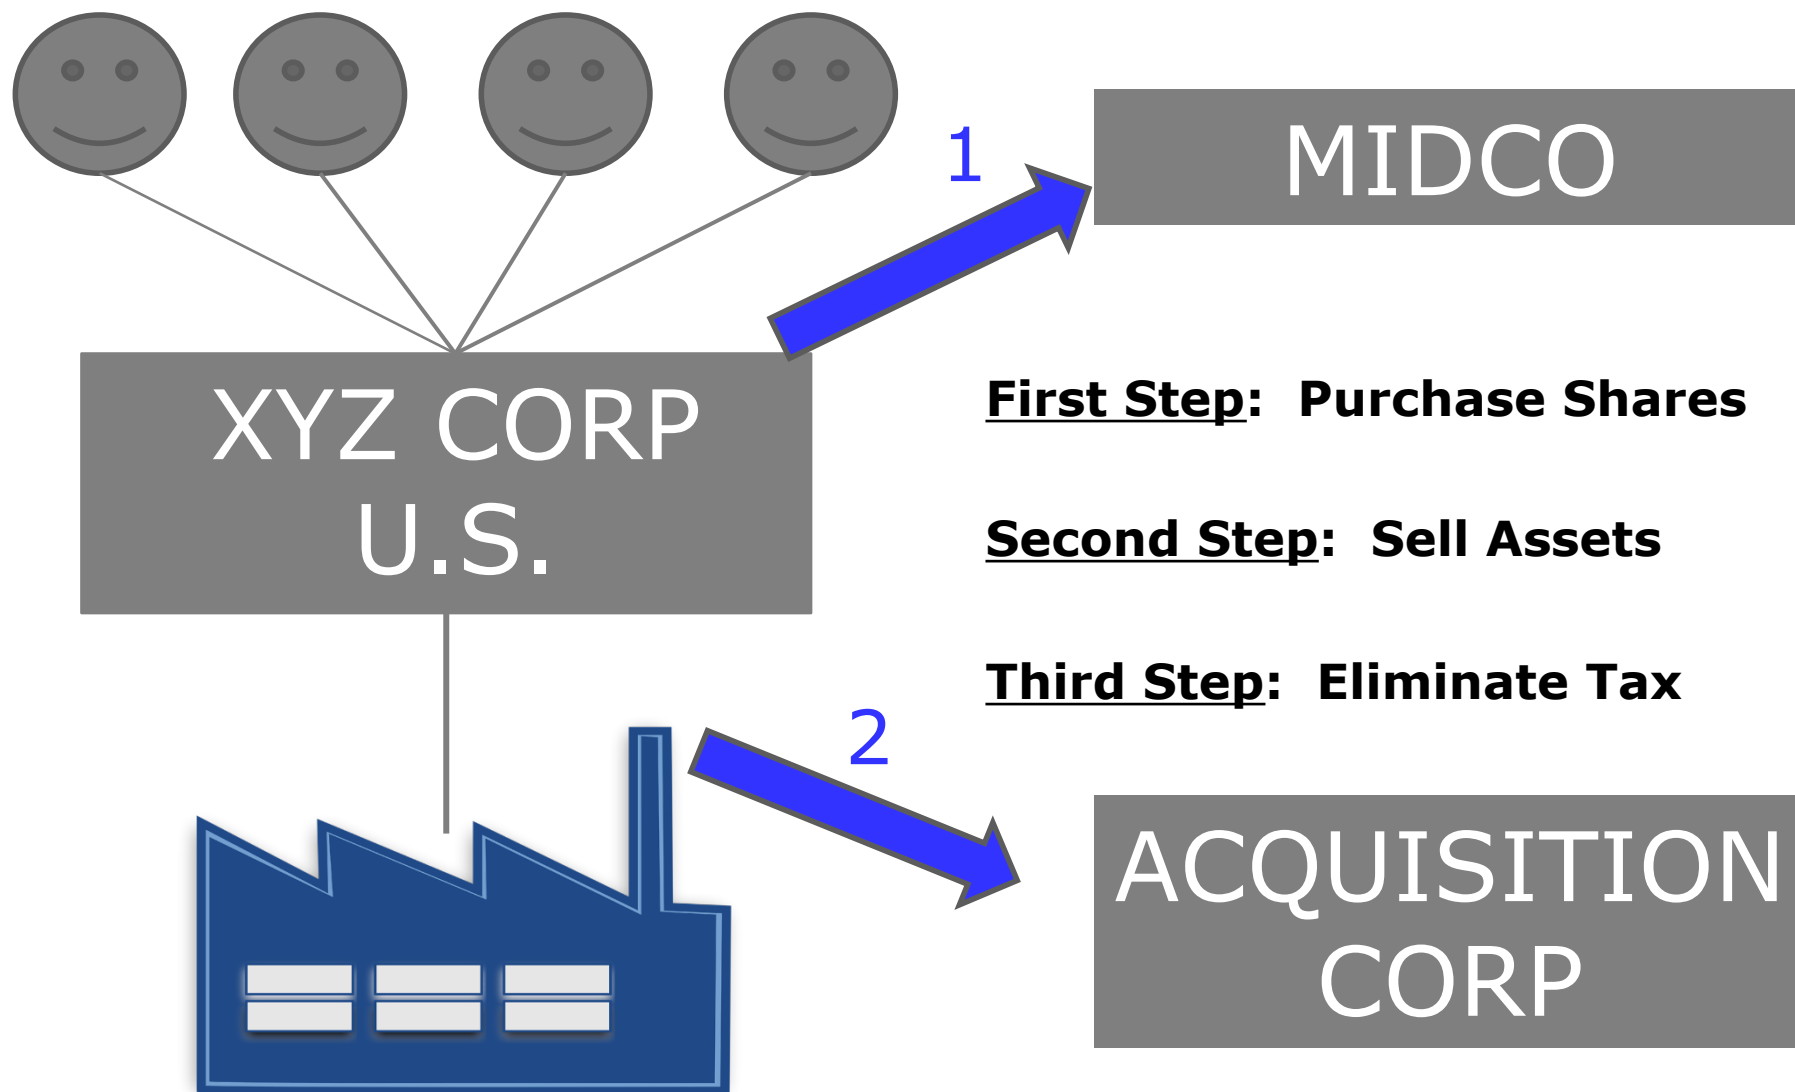 1
MIDCO
XYZ CORP
U.S.
First Step:  Purchase Shares
Second Step:  Sell Assets
Third Step:  Eliminate Tax
2
ACQUISITION
CORP